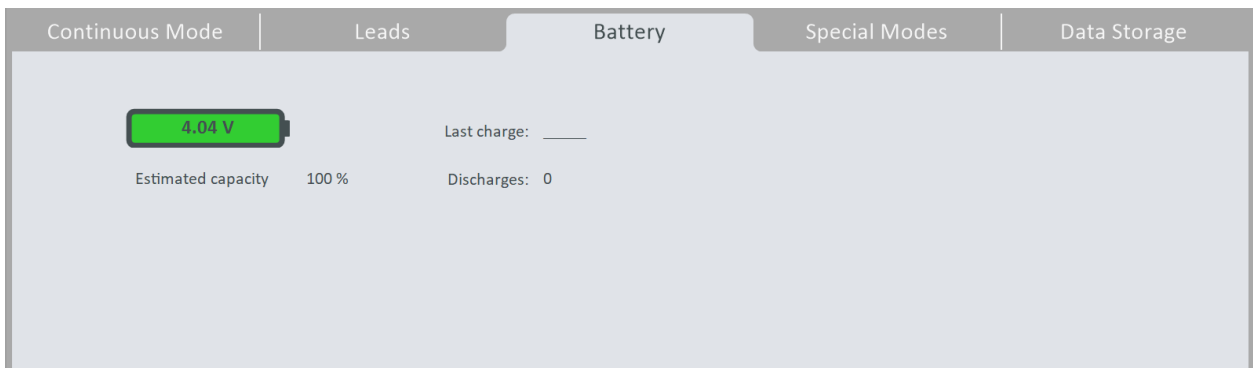 Continuous Mode Leads Battery Special Modes Data Storage
4.04 V
Last charge: _____
Estimated capacity 100 % Discharges: 0